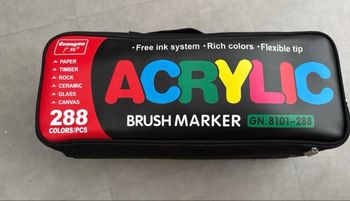 GuangNa
• Free ink system • Rich colors • Flexible tip
▲ PAPER
▲ TIMBER
▲ ROCK
▲ CERAMIC
▲ GLASS
▲ CANVAS
ACRYLIC
288
COLORS/PCS
BRUSH MARKER
GN.8101-288